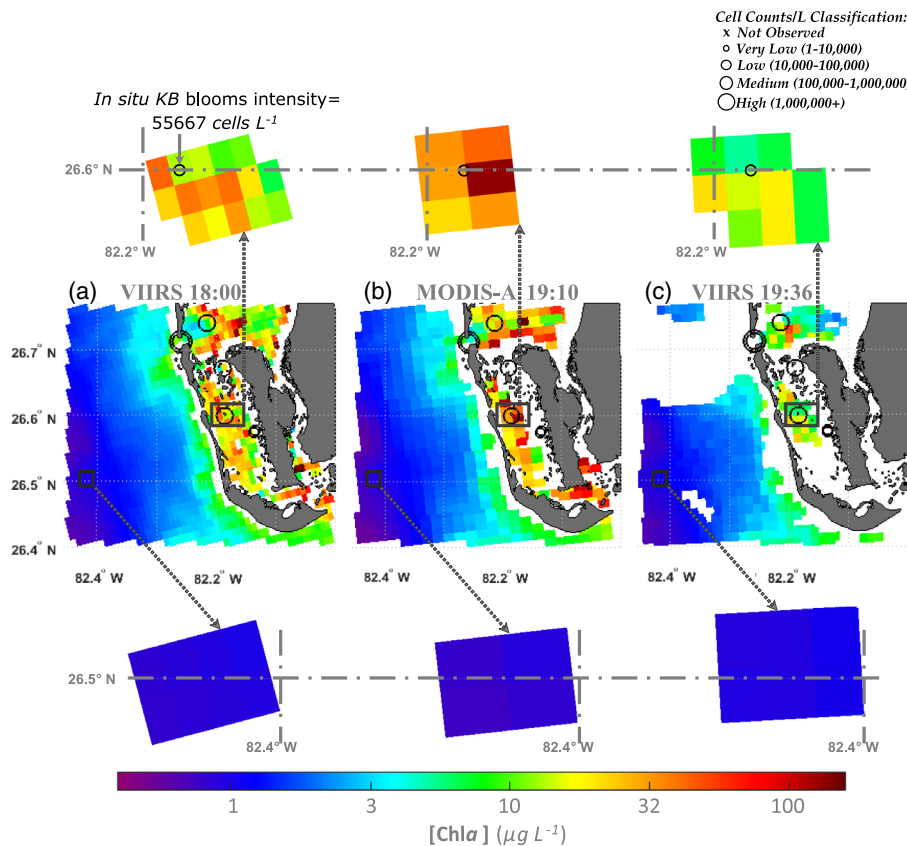 Cell Counts/L Classification:
x Not Observed
Very Low (1-10,000)
Low (10,000-100,000)
Medium (100,000-1,000,000)
High (1,000,000+)
In situ KB blooms intensity=
55667 cells L⁻¹
26.6° N
82.2° W
82.2° W
82.2° W
(a) VIIRS 18:00
(b) MODIS-A 19:10
(c) VIIRS 19:36
26.7° N
26.6° N
26.5° N
26.4° N
82.4° W 82.2° W
82.4° W 82.2° W
82.4° W 82.2° W
26.5° N
82.4°W
82.4°W
82.4°W
1 3 10 32 100
[Chla] (µg L⁻¹)